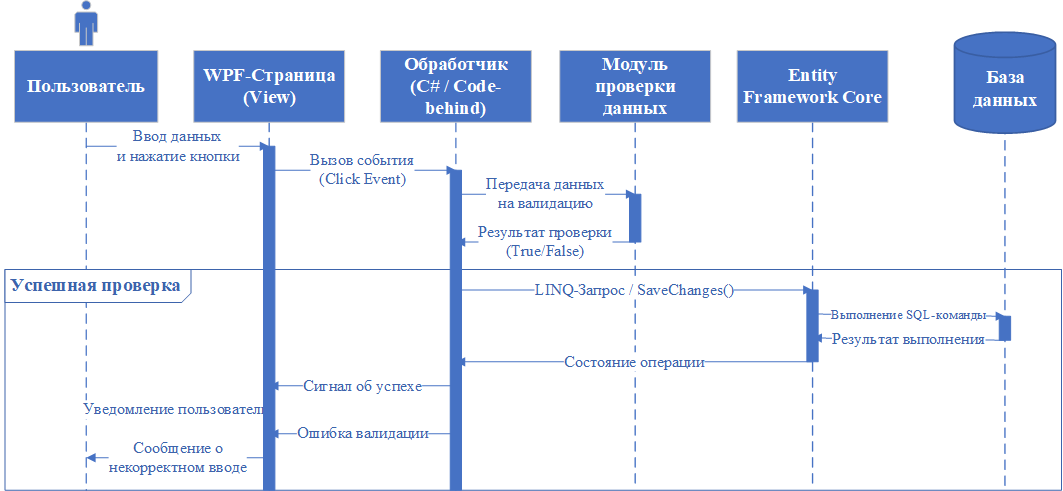 Пользователь
WPF-Страница
(View)
Обработчик
(C# / Code-
behind)
Модуль
проверки
данных
Entity
Framework Core
База
данных
Ввод данных
и нажатие кнопки
Вызов события
(Click Event)
Передача данных
на валидацию
Результат проверки
(True/False)
Успешная проверка
LINQ-Запрос / SaveChanges()
Выполнение SQL-команды
Результат выполнения
Состояние операции
Сигнал об успехе
Уведомление пользовател
Ошибка валидации
Сообщение о
некорректном вводе